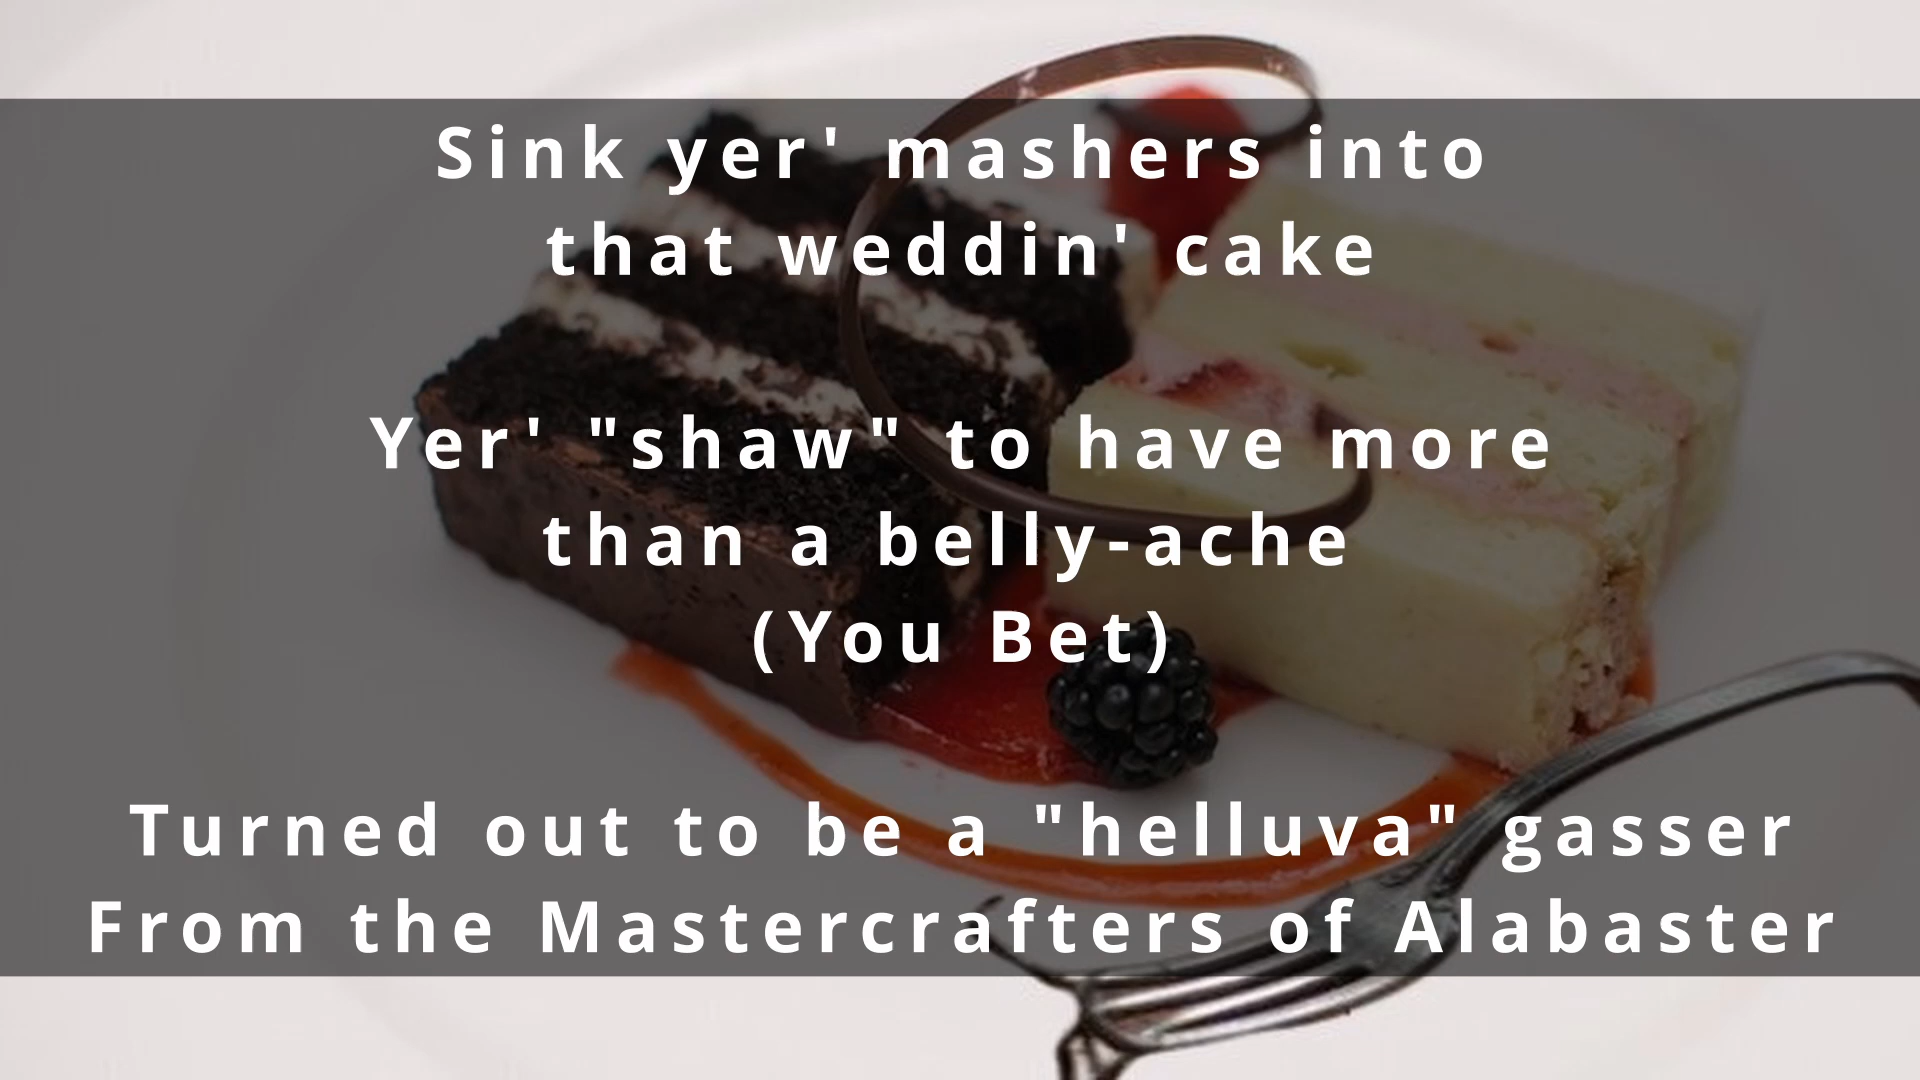 Sink yer' mashers into
that weddin' cake
Yer' "shaw" to have more
than a belly-ache
(You Bet)
Turned out to be a "helluva" gasser
From the Mastercrafters of Alabaster